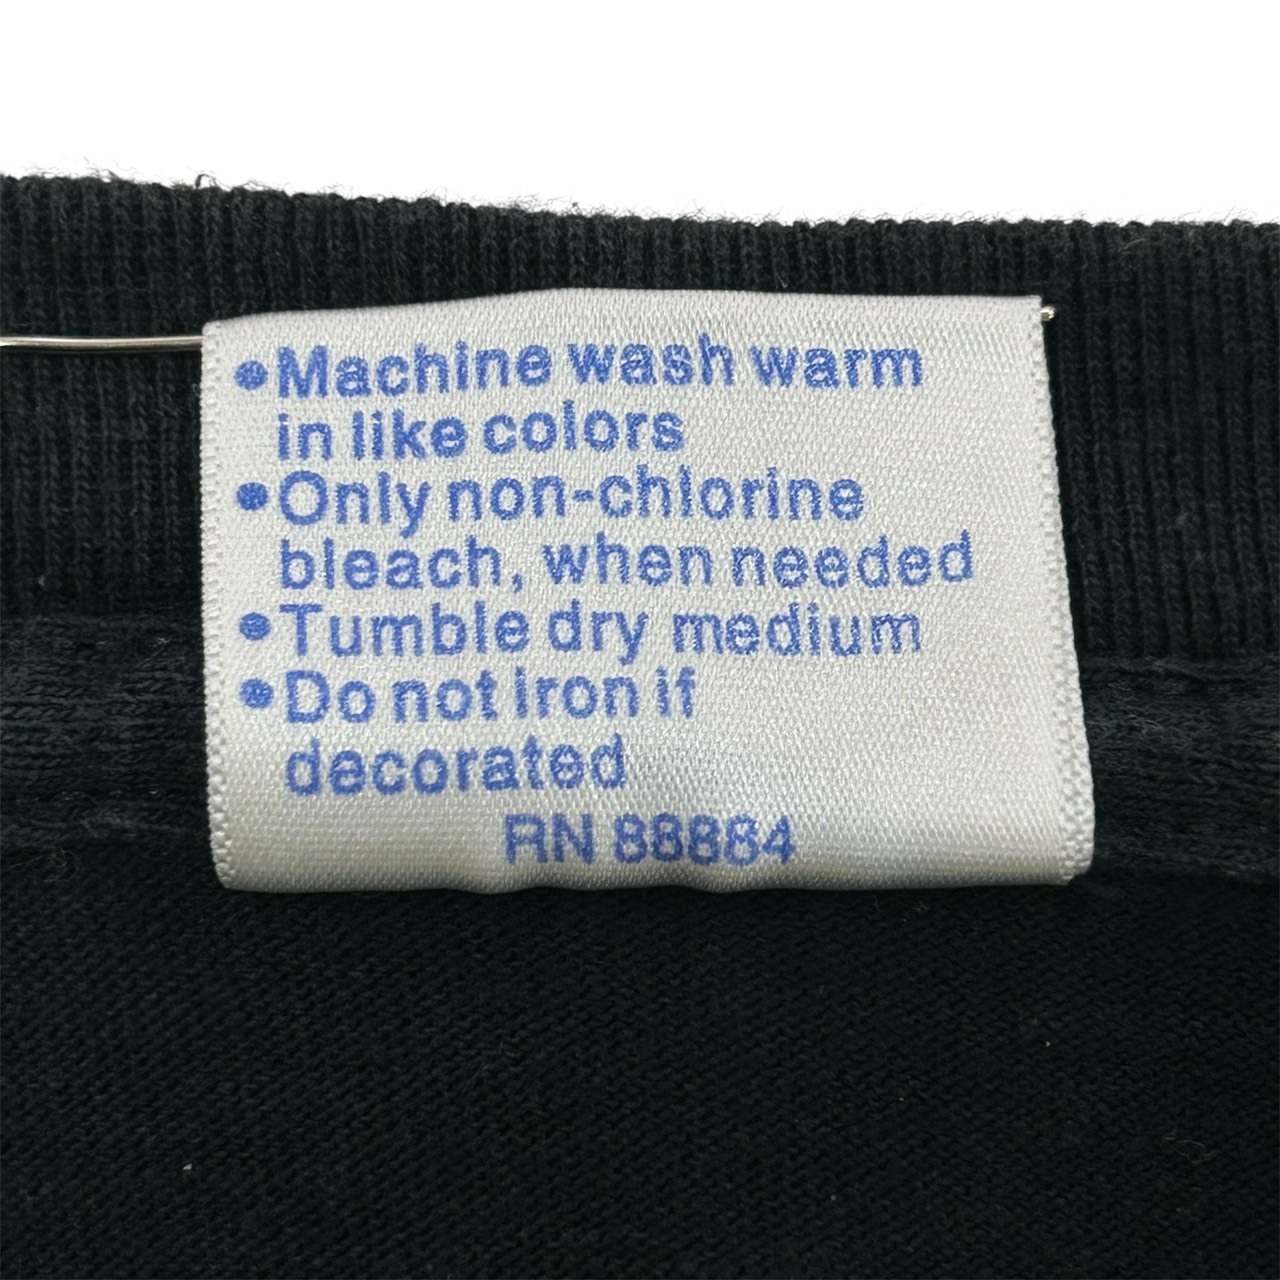 •Machine wash warm
in like colors
•Only non-chlorine
bleach, when needed
•Tumble dry medium
•Do not iron if
decorated
RN 88884